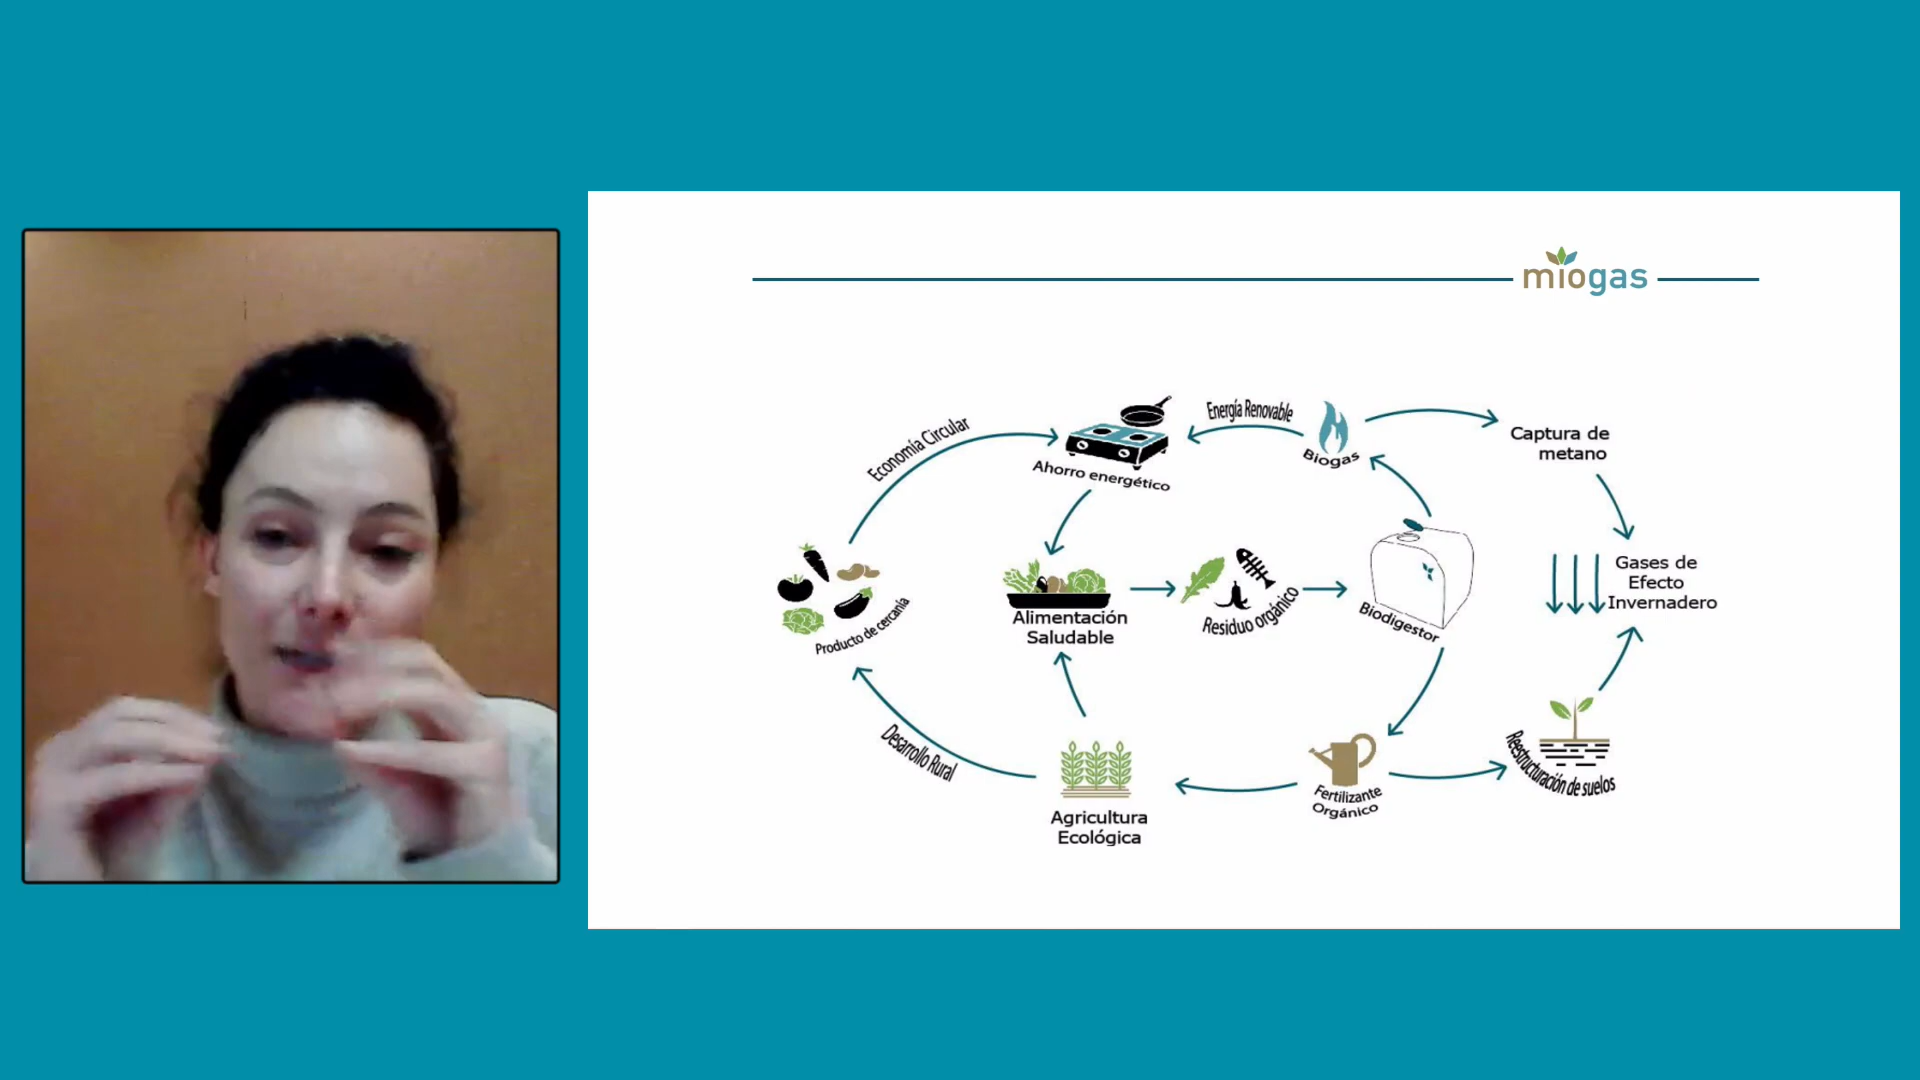 miogas
Economía Circular
Ahorro energético
Energía Renovable
Biogas
Captura de
metano
Producto de cercanía
Alimentación
Saludable
Residuo orgánico
Biodigestor
Gases de
Efecto
Invernadero
Desarrollo Rural
Agricultura
Ecológica
Fertilizante
Orgánico
Reestructuración de suelos